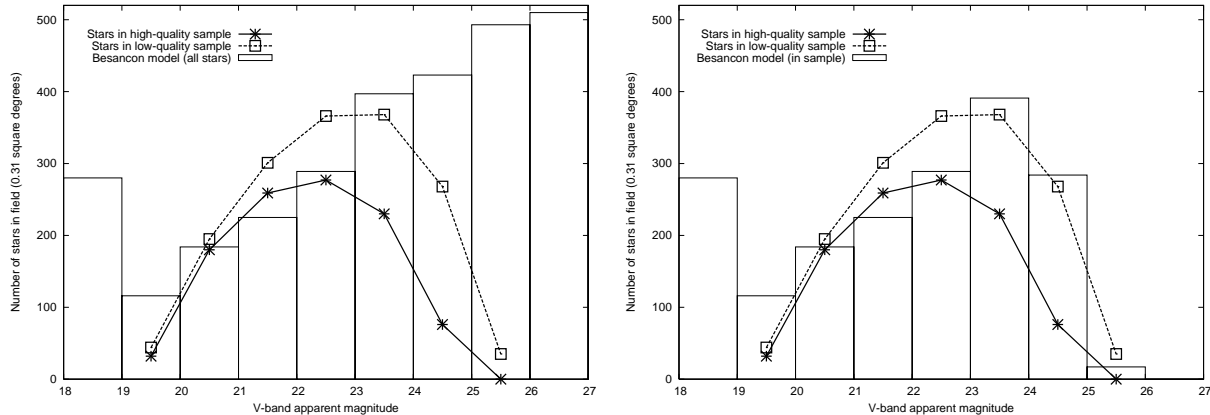 500
400
300
200
100
0
Number of stars in field (0.31 square degrees)
Stars in high-quality sample
Stars in low-quality sample
Besancon model (all stars)
18 19 20 21 22 23 24 25 26 27
V-band apparent magnitude
500
400
300
200
100
0
Number of stars in field (0.31 square degrees)
Stars in high-quality sample
Stars in low-quality sample
Besancon model (in sample)
18 19 20 21 22 23 24 25 26 27
V-band apparent magnitude